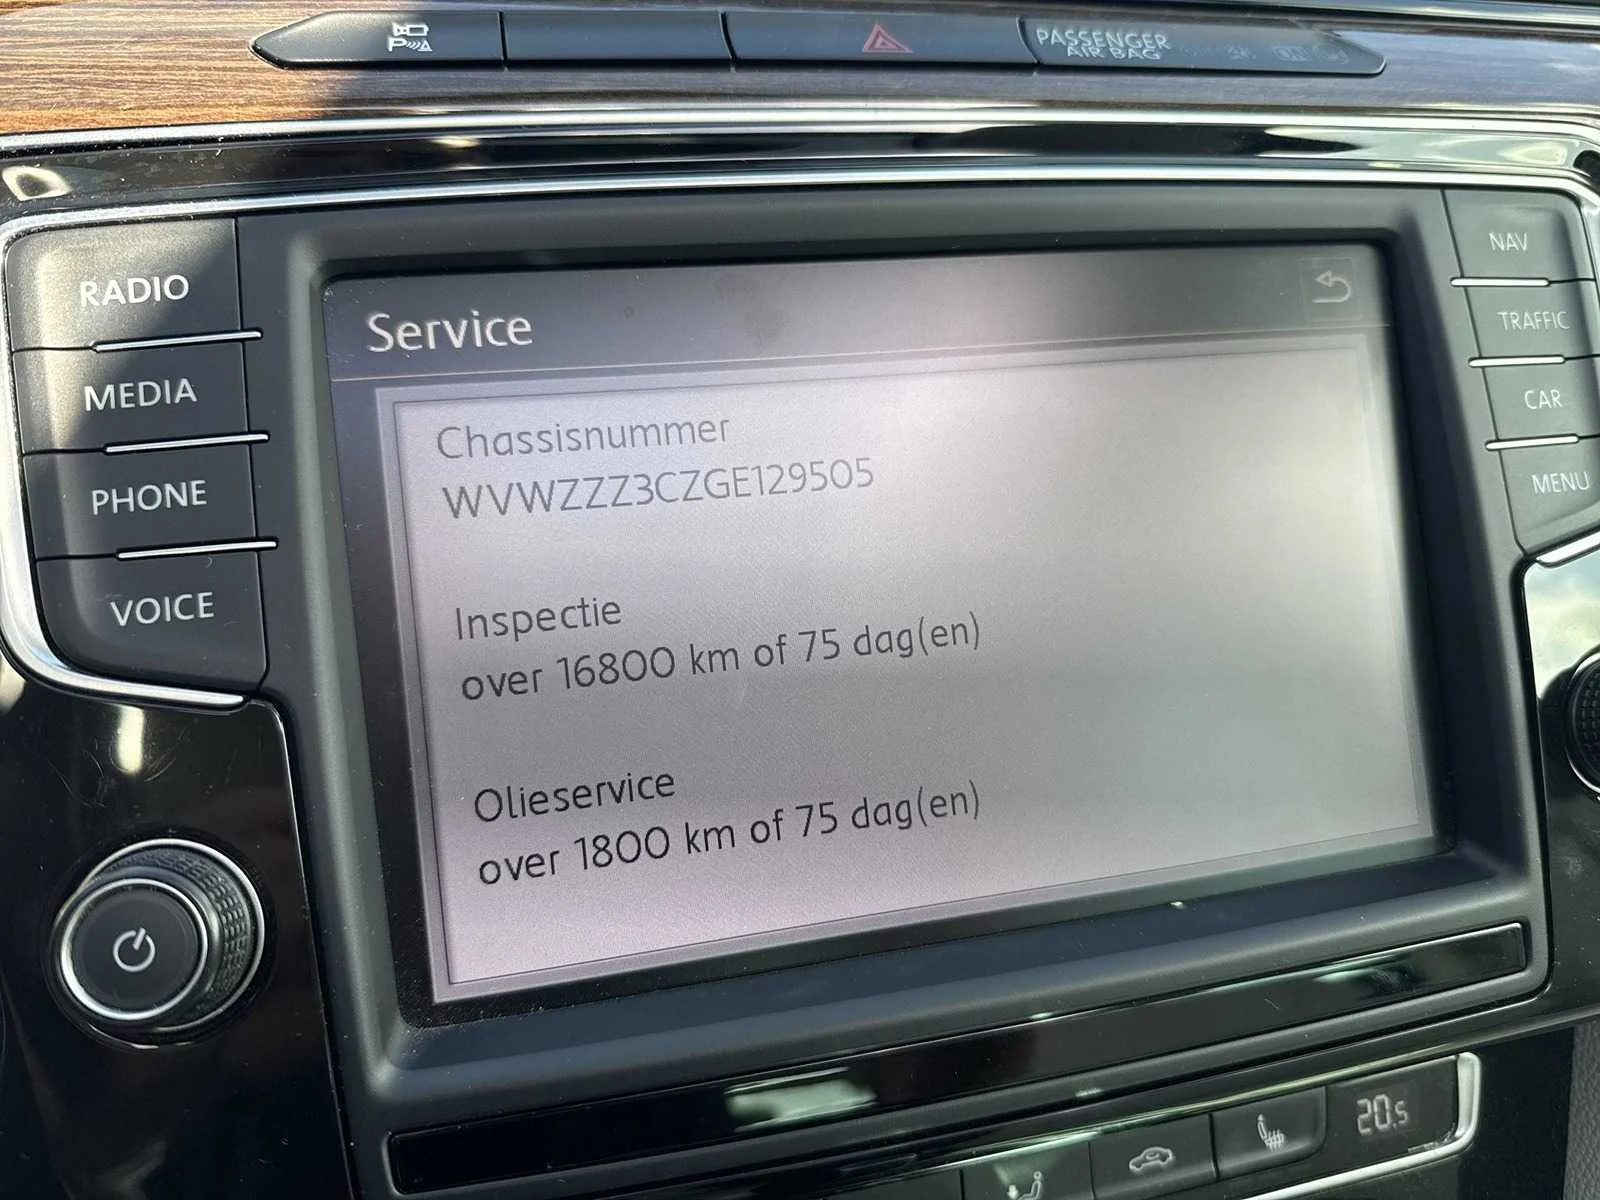 P
PASSENGER
AIR BAG
RADIO
MEDIA
PHONE
VOICE
Service
Chassisnummer
WVWZZZ3CZGE129505
Inspectie
over 16800 km of 75 dag(en)
Olieservice
over 1800 km of 75 dag(en)
NAV
TRAFFIC
CAR
MENU
20.5